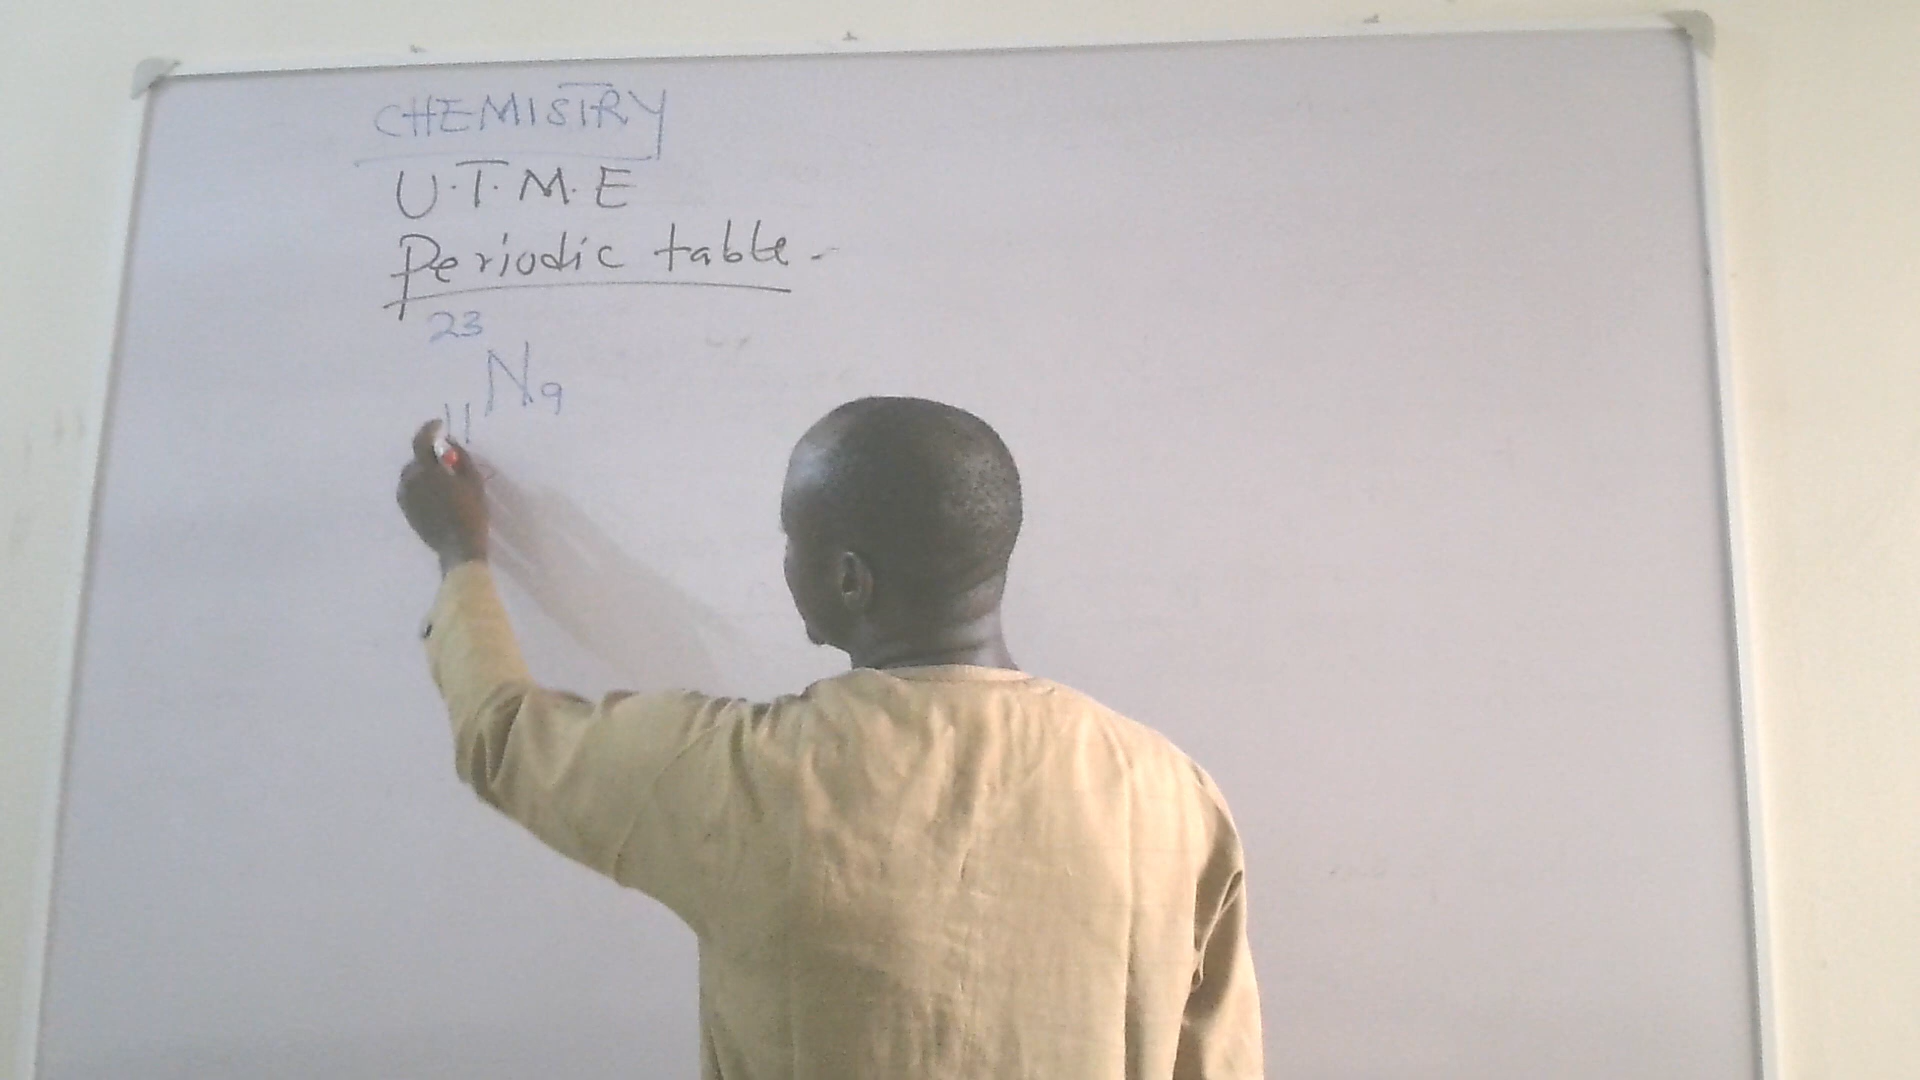 CHEMISTRY
U.T.M.E
Periodic table.
23
Na
11